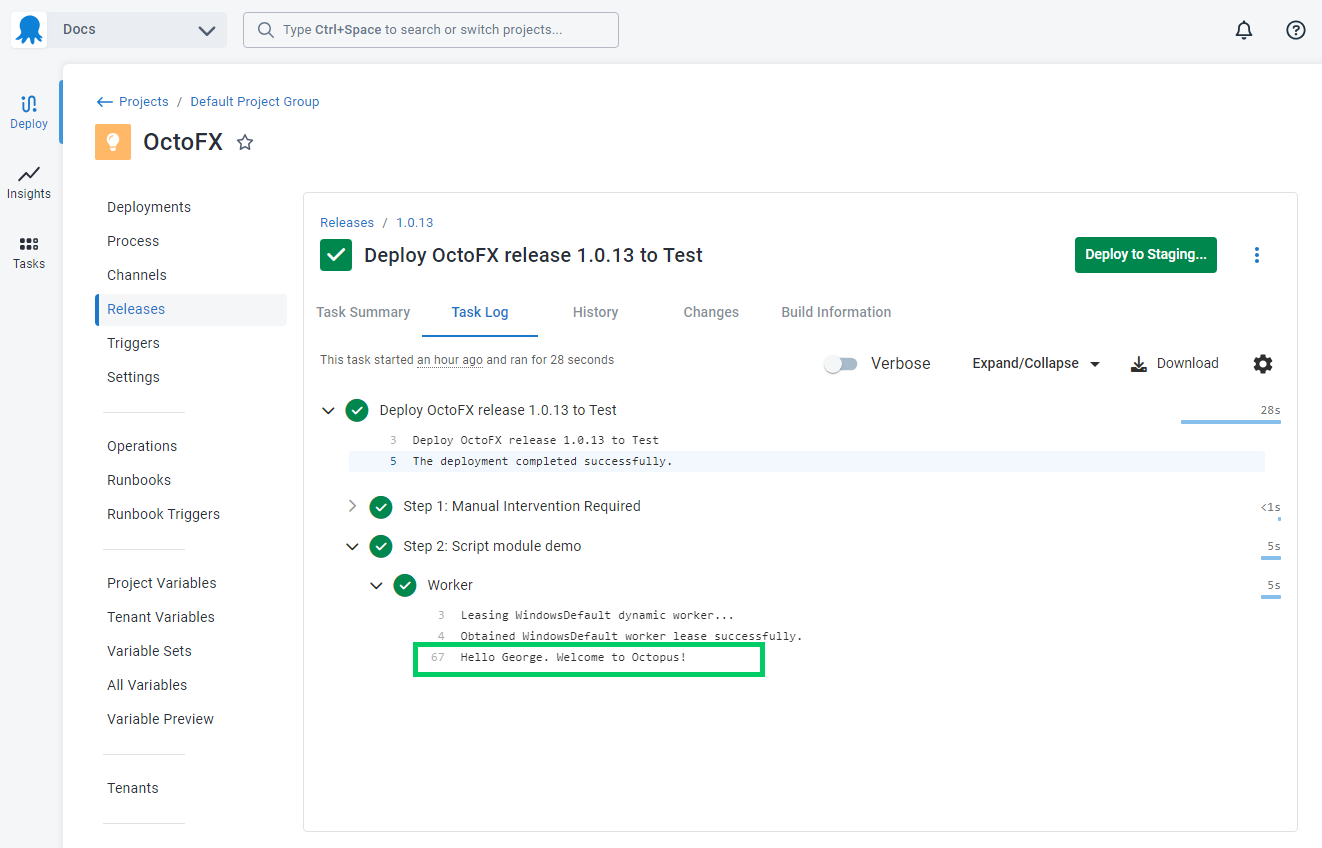 Docs
Type Ctrl+Space to search or switch projects...
Deploy
Insights
Tasks
Projects / Default Project Group
OctoFX
Deployments
Process
Channels
Releases
Triggers
Settings
Operations
Runbooks
Runbook Triggers
Project Variables
Tenant Variables
Variable Sets
All Variables
Variable Preview
Tenants
Releases / 1.0.13
Deploy OctoFX release 1.0.13 to Test
Deploy to Staging...
Task Summary Task Log History Changes Build Information
This task started an hour ago and ran for 28 seconds
Verbose
Expand/Collapse
Download
Deploy OctoFX release 1.0.13 to Test 28s
3 Deploy OctoFX release 1.0.13 to Test
5 The deployment completed successfully.
Step 1: Manual Intervention Required <1s
Step 2: Script module demo 5s
Worker 5s
3 Leasing WindowsDefault dynamic worker...
4 Obtained WindowsDefault worker lease successfully.
67 Hello George. Welcome to Octopus!